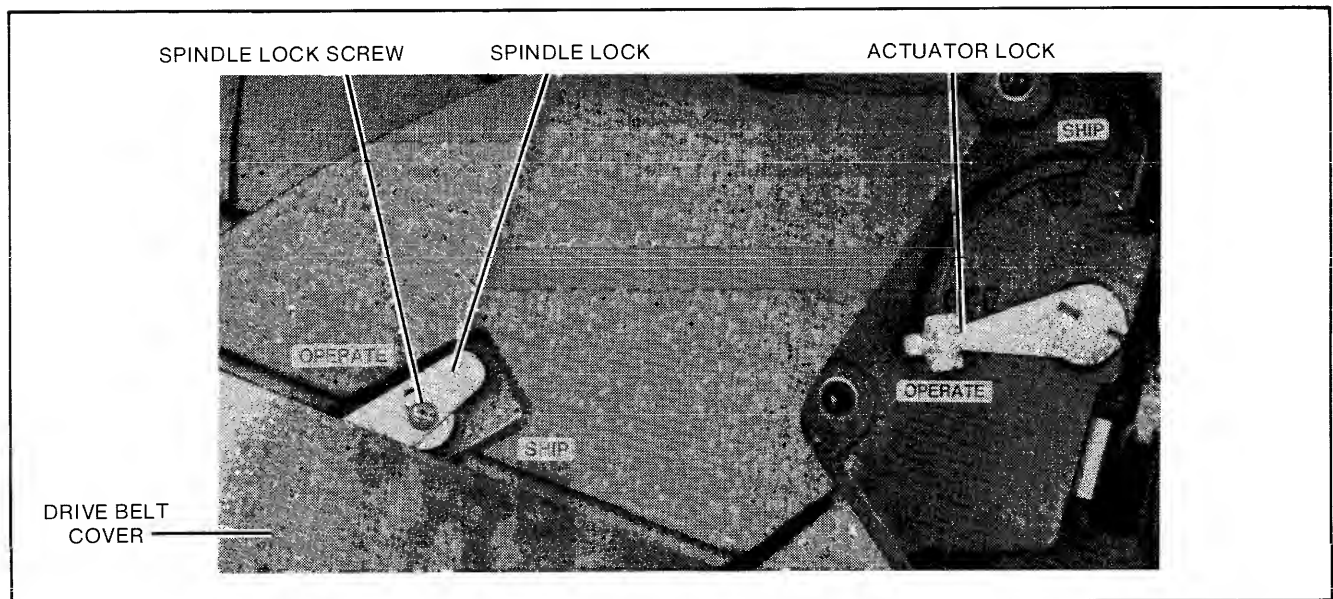 SPINDLE LOCK SCREW
SPINDLE LOCK
ACTUATOR LOCK
SHIP
OPERATE
OPERATE
SHIP
DRIVE BELT
COVER